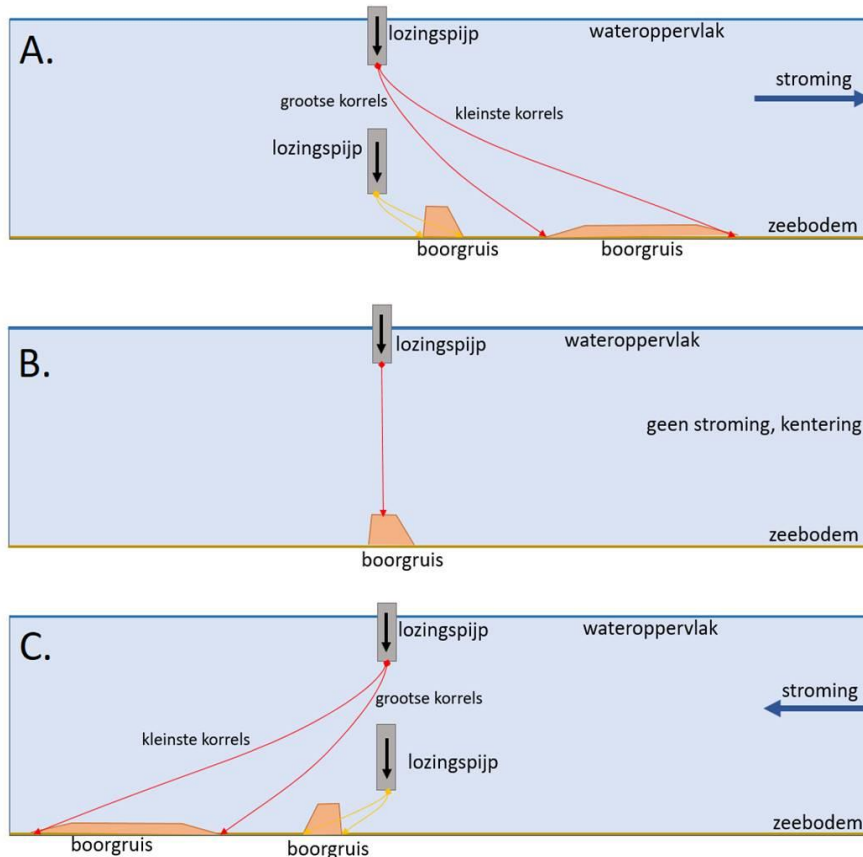 A.
lozingspijp
wateroppervlak
stroming
grootse korrels
kleinste korrels
lozingspijp
zeebodem
boorgruis
boorgruis
B.
lozingspijp
wateroppervlak
geen stroming, kentering
zeebodem
boorgruis
C.
lozingspijp
wateroppervlak
stroming
grootse korrels
kleinste korrels
lozingspijp
zeebodem
boorgruis
boorgruis